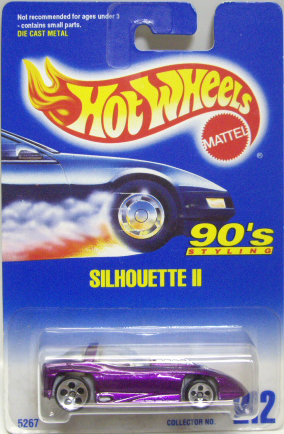 Not recommended for ages under 3
- contains small parts.
DIE CAST METAL
HOT WHEELS
MATTEL
®
90's
STYLING
SILHOUETTE II
5267
COLLECTOR NO.